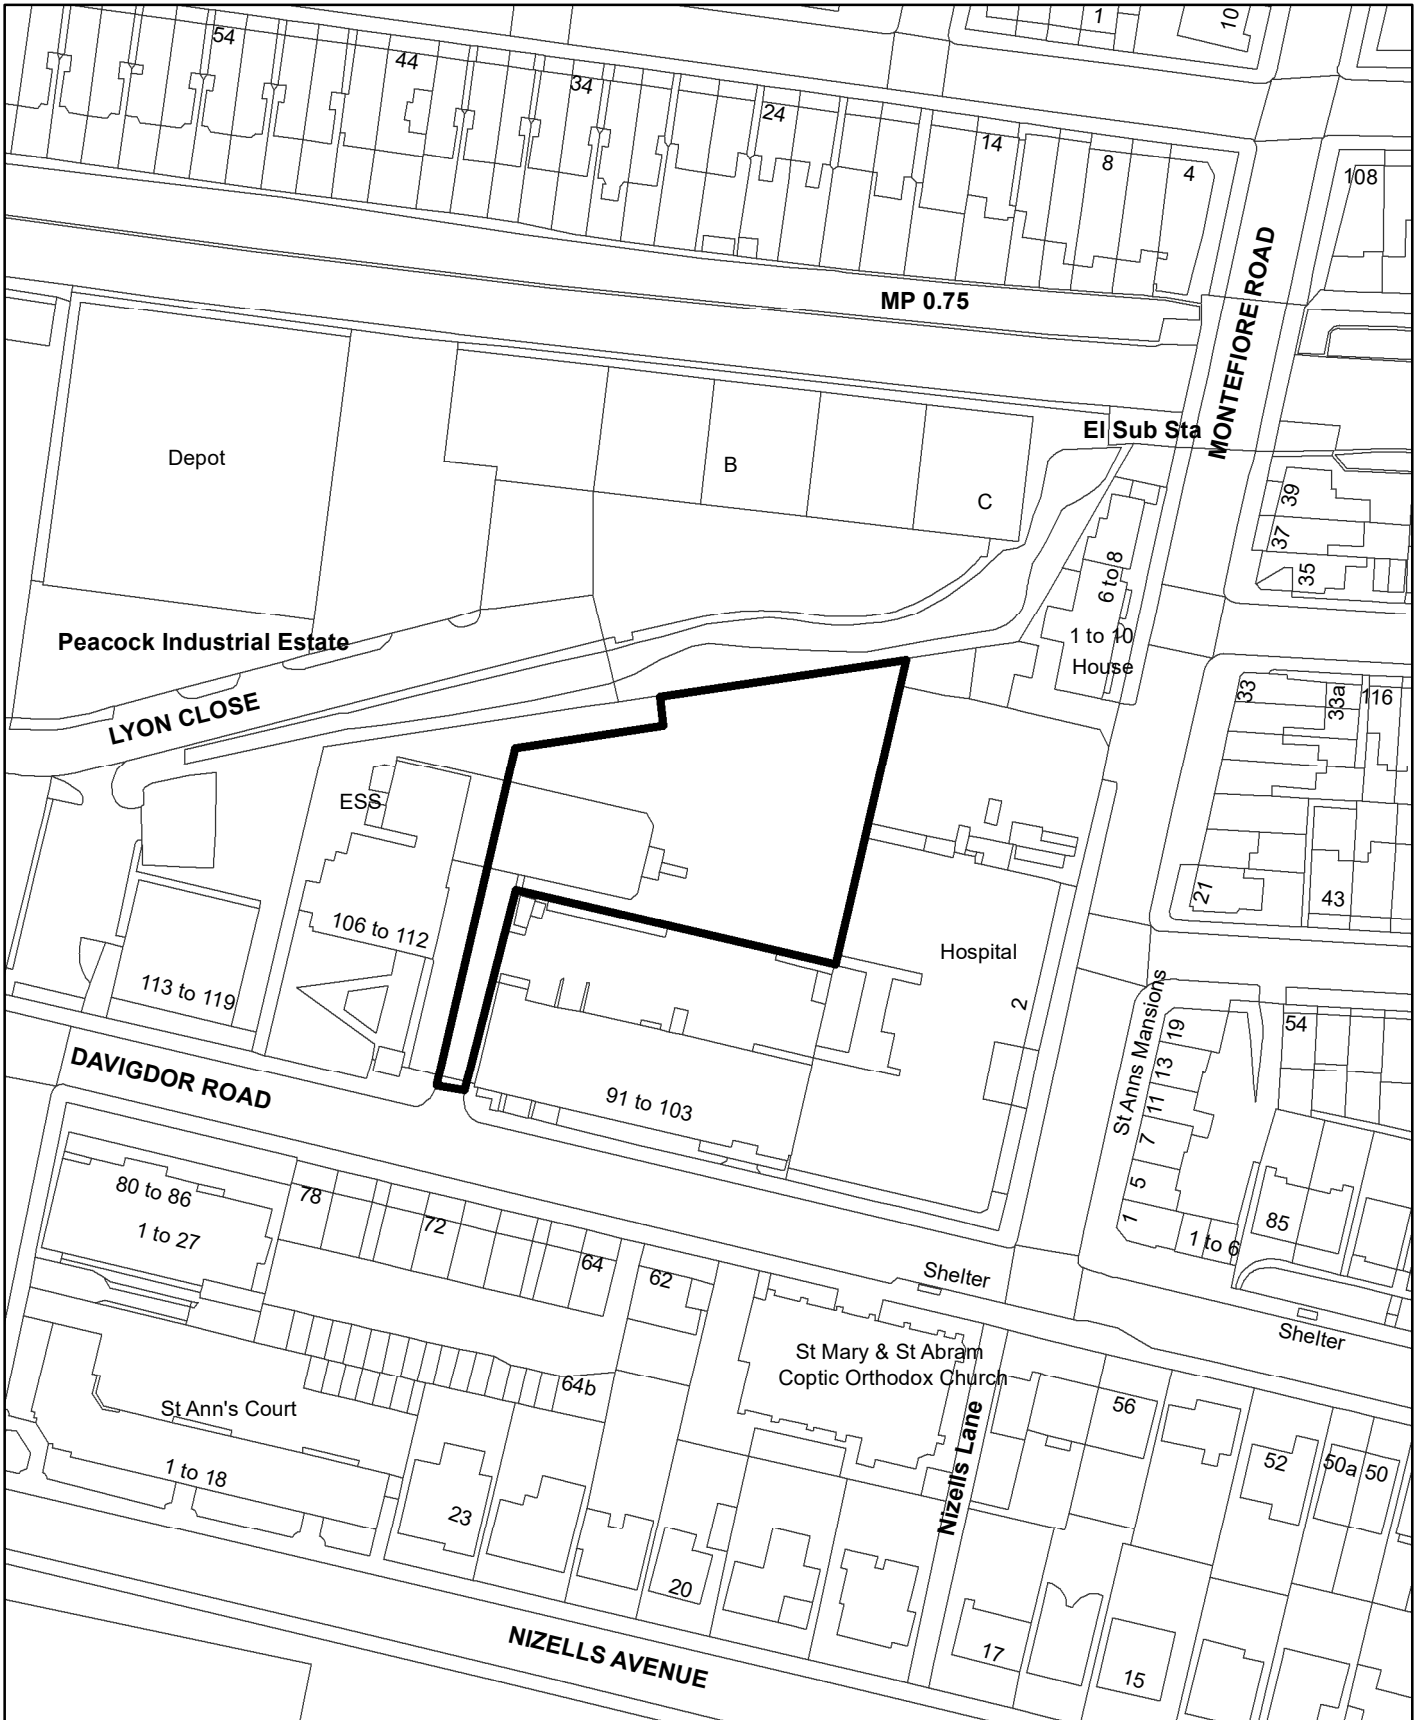 54
44
34
24
14
8
4
1
10
108
MP 0.75
MONTEFIORE ROAD
El Sub Sta
Depot
B
C
39
37
35
6 to 8
1 to 10
House
Peacock Industrial Estate
LYON CLOSE
33
33a
116
ESS
106 to 112
113 to 119
21
43
Hospital
2
St Anns Mansions
19
13
11
7
5
1
1 to 6
54
85
DAVIGDOR ROAD
91 to 103
80 to 86
1 to 27
78
72
64
62
Shelter
Shelter
St Mary & St Abram
Coptic Orthodox Church
64b
St Ann's Court
1 to 18
Nizells Lane
56
52
50a
50
23
20
17
15
NIZELLS AVENUE